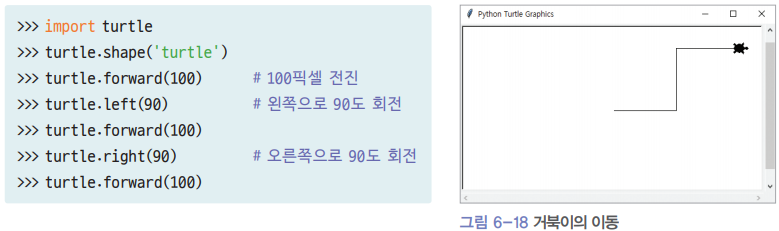 >>> import turtle
>>> turtle.shape('turtle')
>>> turtle.forward(100) # 100픽셀 전진
>>> turtle.left(90) # 왼쪽으로 90도 회전
>>> turtle.forward(100)
>>> turtle.right(90) # 오른쪽으로 90도 회전
>>> turtle.forward(100)
Python Turtle Graphics
그림 6-18 거북이의 이동